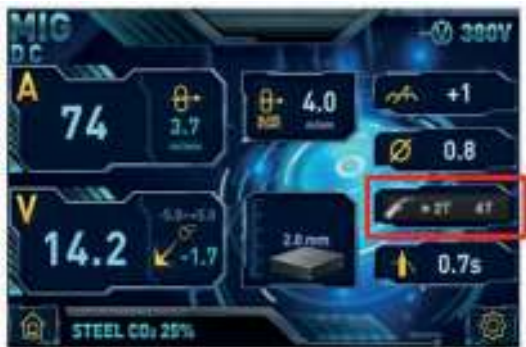 MIG
DC
380V
A
74
3.7
4.0
+1
0.8
2T 4T
V
14.2
-5.0~+5.0
-1.7
2.0 mm
0.7s
STEEL CO₂ 25%